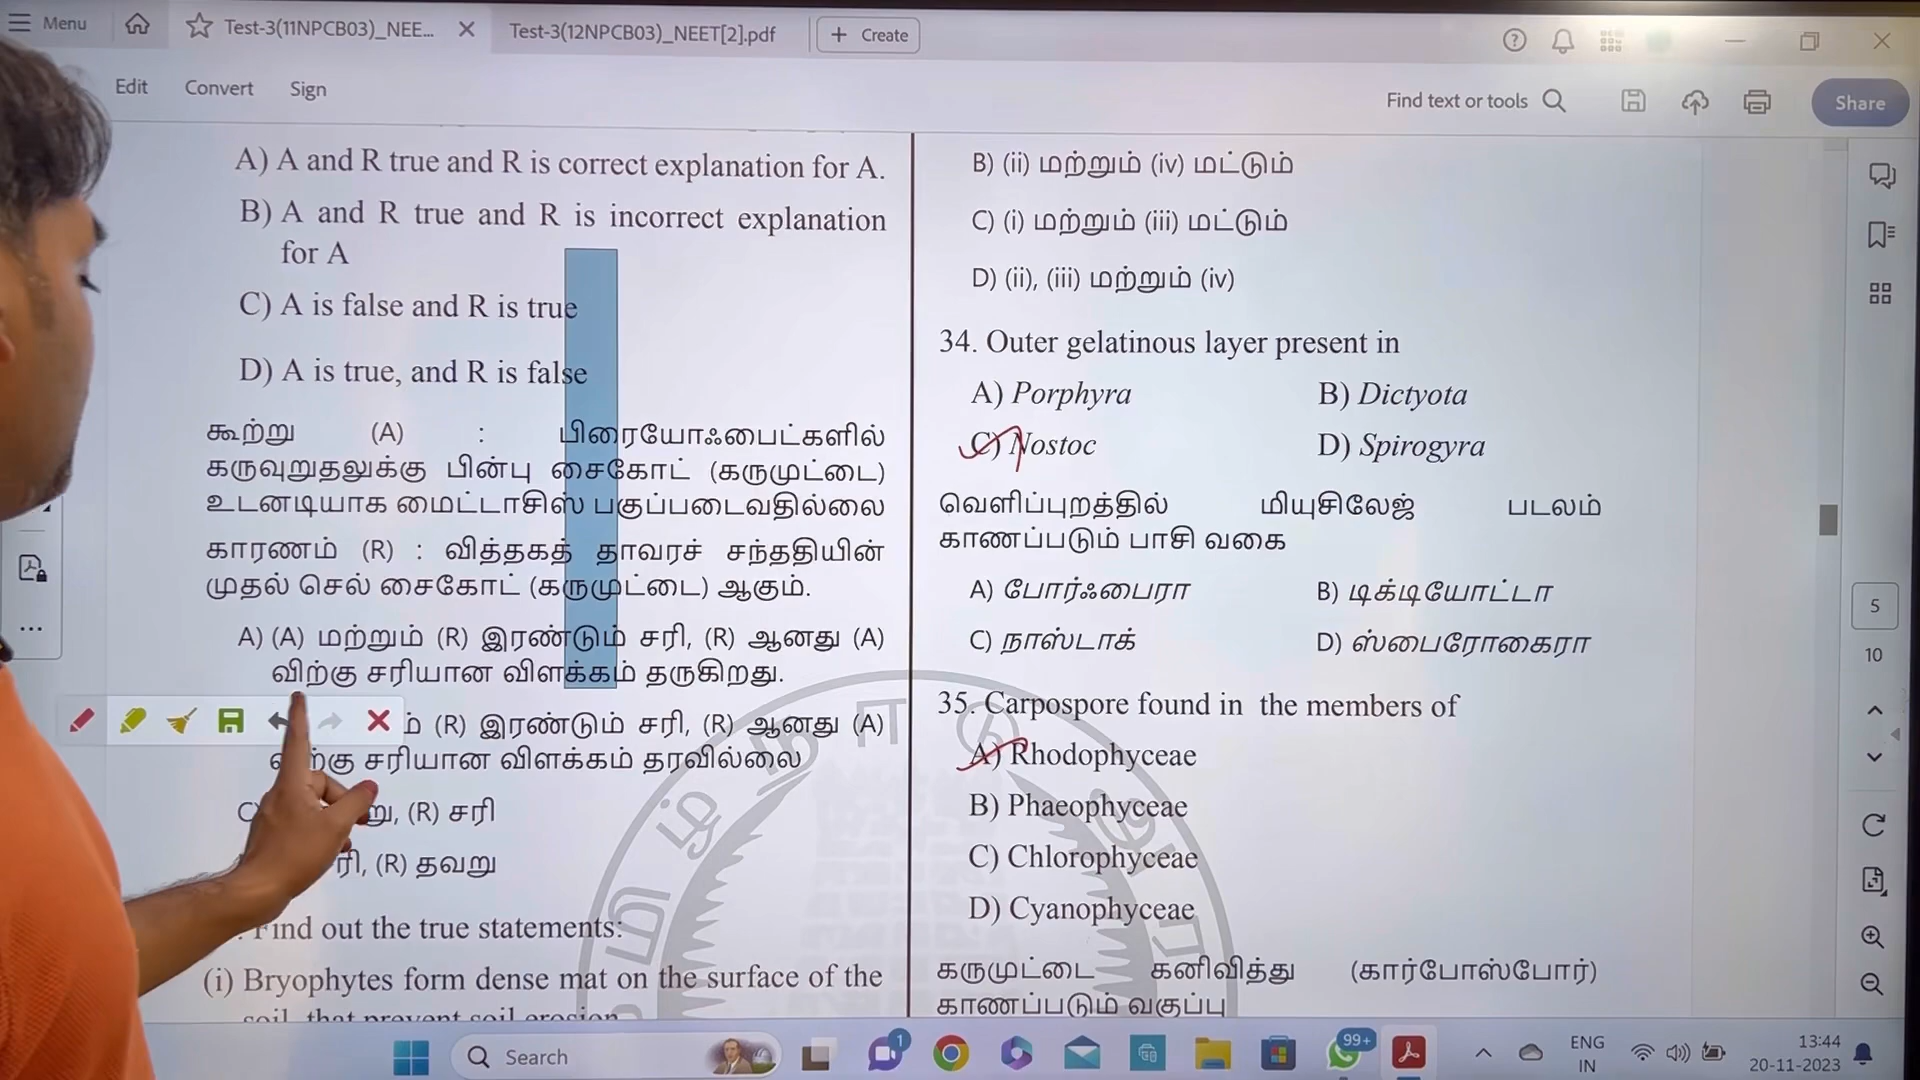 Menu
Test-3(11NPCB03)_NEE...
Test-3(12NPCB03)_NEET[2].pdf
+ Create
Edit
Convert
Sign
Find text or tools
Share
A) A and R true and R is correct explanation for A.
B) A and R true and R is incorrect explanation
for A
C) A is false and R is true
D) A is true, and R is false
கூற்று (A) : பிரையோஃபைட்களில்
கருவுறுதலுக்கு பின்பு சைகோட் (கருமுட்டை)
உடனடியாக மைட்டாசிஸ் பகுப்படைவதில்லை
காரணம் (R) : வித்தகத் தாவரச் சந்ததியின்
முதல் செல் சைகோட் (கருமுட்டை) ஆகும்.
A) (A) மற்றும் (R) இரண்டும் சரி, (R) ஆனது (A)
விற்கு சரியான விளக்கம் தருகிறது.
ம் (R) இரண்டும் சரி, (R) ஆனது (A)
சரியான விளக்கம் தரவில்லை
(R) சரி
(R) தவறு
Find out the true statements:
(i) Bryophytes form dense mat on the surface of the
soil, that prevent soil erosion
B) (ii) மற்றும் (iv) மட்டும்
C) (i) மற்றும் (iii) மட்டும்
D) (ii), (iii) மற்றும் (iv)
34. Outer gelatinous layer present in
A) Porphyra B) Dictyota
C) Nostoc D) Spirogyra
வெளிப்புறத்தில் மியுசிலேஜ் படலம்
காணப்படும் பாசி வகை
A) போர்ஃபைரா B) டிக்டியோட்டா
C) நாஸ்டாக் D) ஸ்பைரோகைரா
35. Carpospore found in the members of
A) Rhodophyceae
B) Phaeophyceae
C) Chlorophyceae
D) Cyanophyceae
கருமுட்டை கனிவித்து (கார்போஸ்போர்)
காணப்படும் வகுப்பு
5
10
Search
1
99+
ENG
IN
13:44
20-11-2023